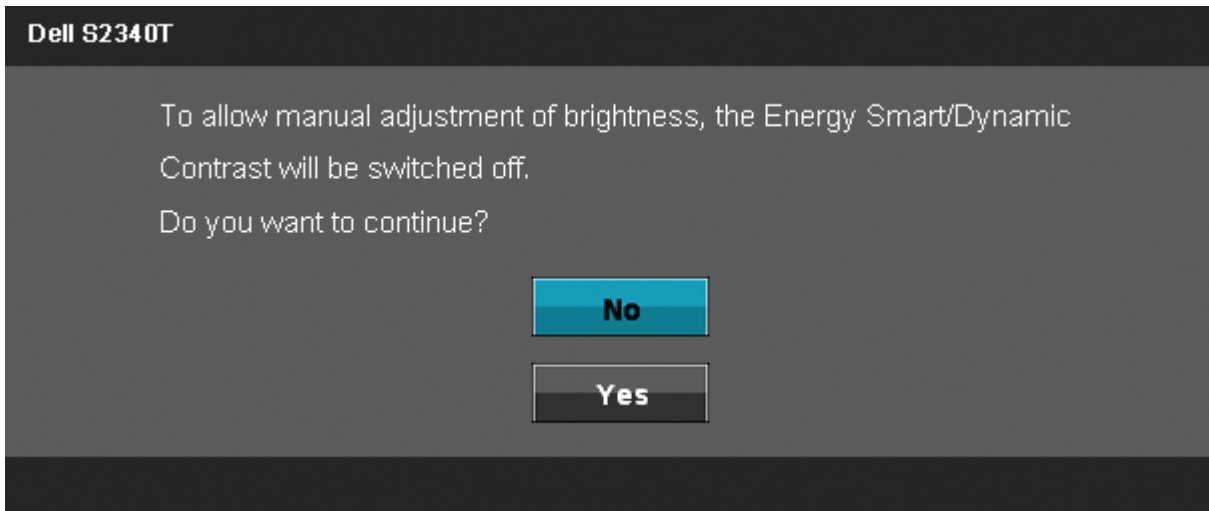 Dell S2340T
To allow manual adjustment of brightness, the Energy Smart/Dynamic
Contrast will be switched off.
Do you want to continue?
No
Yes